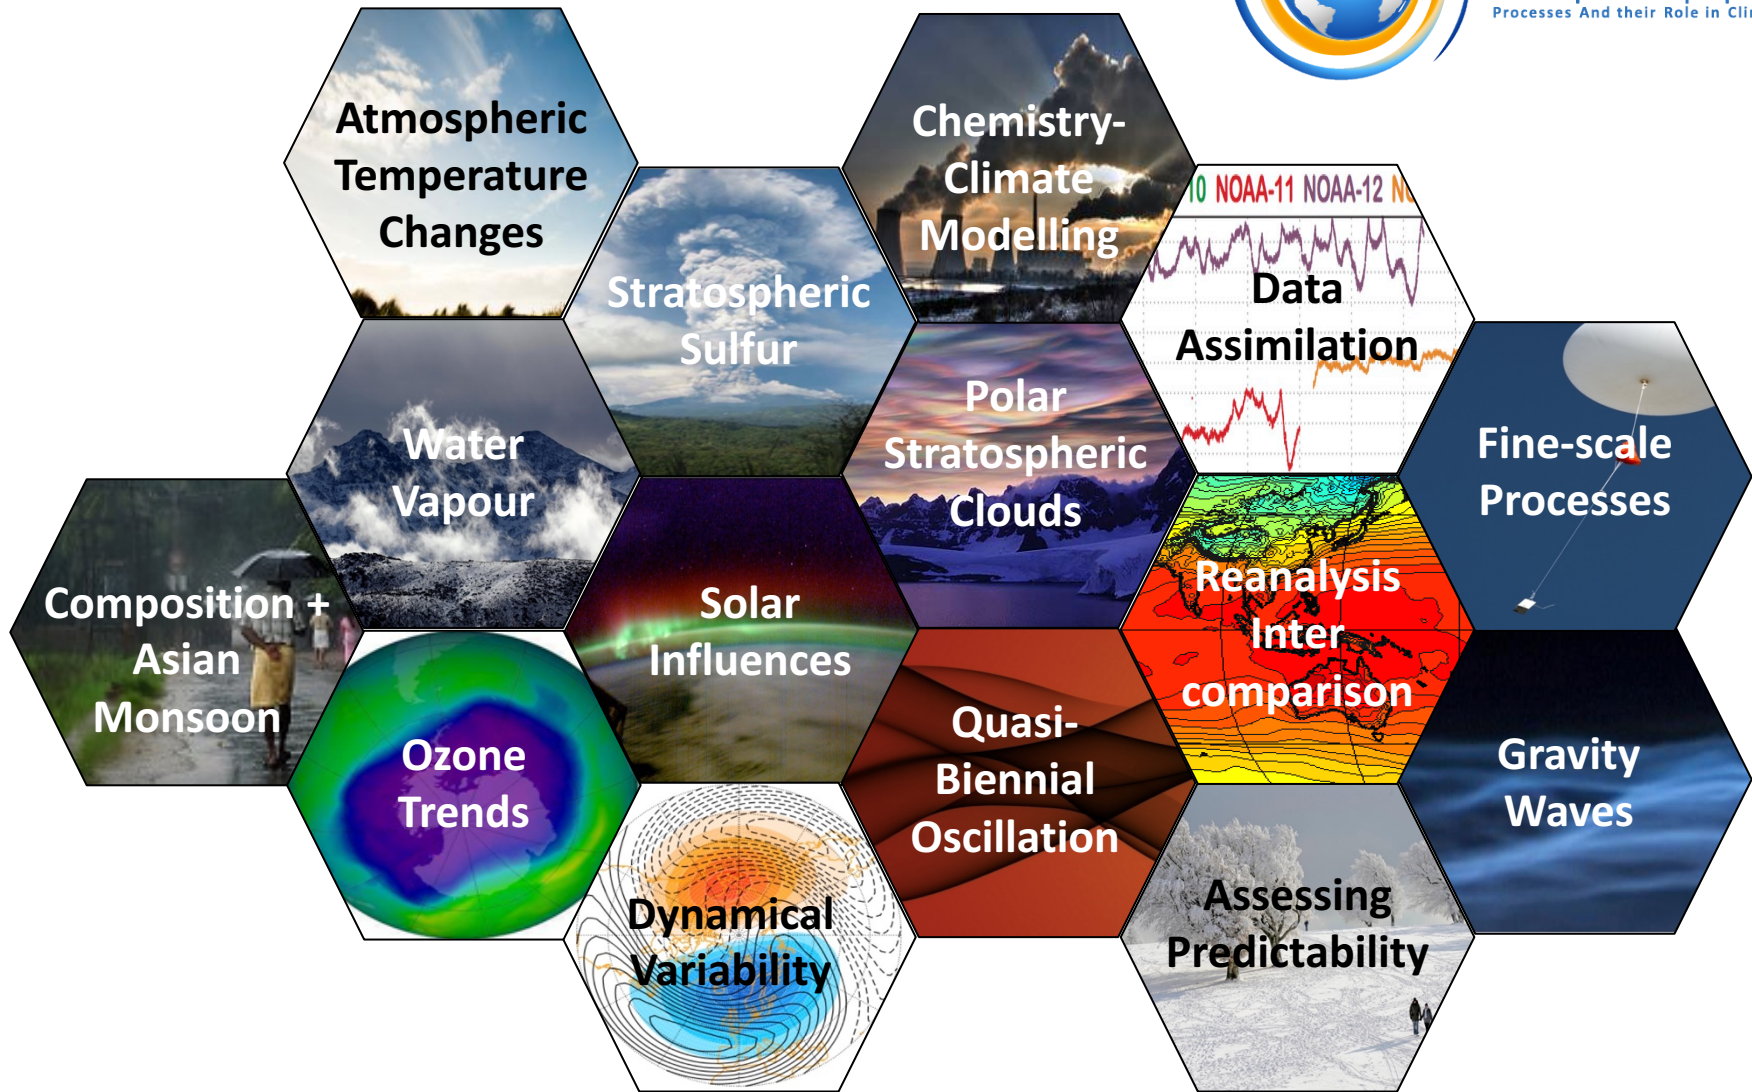 Processes And their Role in Cli
Atmospheric
Temperature
Changes
Chemistry-
Climate
Modelling
Stratospheric
Sulfur
10 NOAA-11 NOAA-12
Data
Assimilation
Water
Vapour
Polar
Stratospheric
Clouds
Fine-scale
Processes
Composition +
Asian
Monsoon
Solar
Influences
Reanalysis
Inter
comparison
Ozone
Trends
Quasi-
Biennial
Oscillation
Gravity
Waves
Dynamical
Variability
Assessing
Predictability